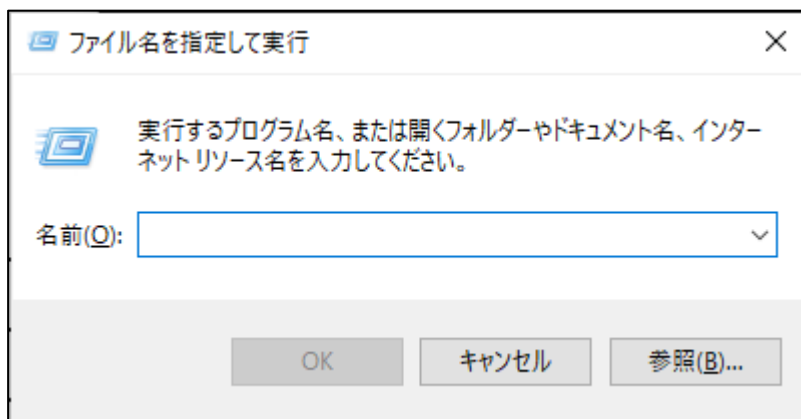 ファイル名を指定して実行
実行するプログラム名、または開くフォルダーやドキュメント名、インター
ネット リソース名を入力してください。
名前(O):
OK
キャンセル
参照(B)...